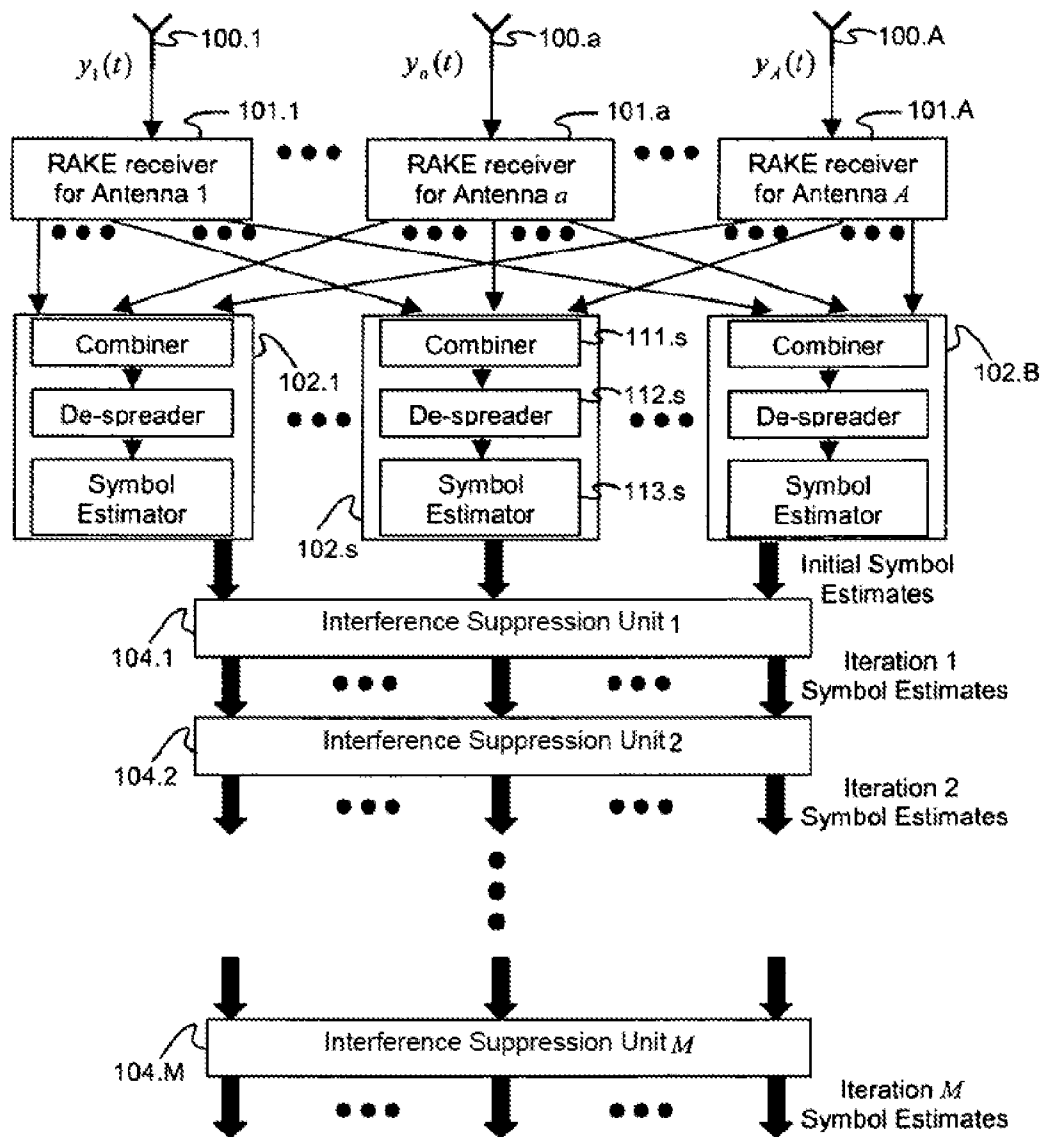 100.1
100.a
100.A
y₁(t)
yₐ(t)
y_A(t)
101.1
101.a
101.A
RAKE receiver
for Antenna 1
RAKE receiver
for Antenna a
RAKE receiver
for Antenna A
Combiner
De-spreader
Symbol
Estimator
102.1
Combiner
111.s
De-spreader
112.s
Symbol
Estimator
113.s
102.s
Combiner
De-spreader
Symbol
Estimator
102.B
Initial Symbol
Estimates
Interference Suppression Unit 1
104.1
Iteration 1
Symbol Estimates
Interference Suppression Unit 2
104.2
Iteration 2
Symbol Estimates
Interference Suppression Unit M
104.M
Iteration M
Symbol Estimates